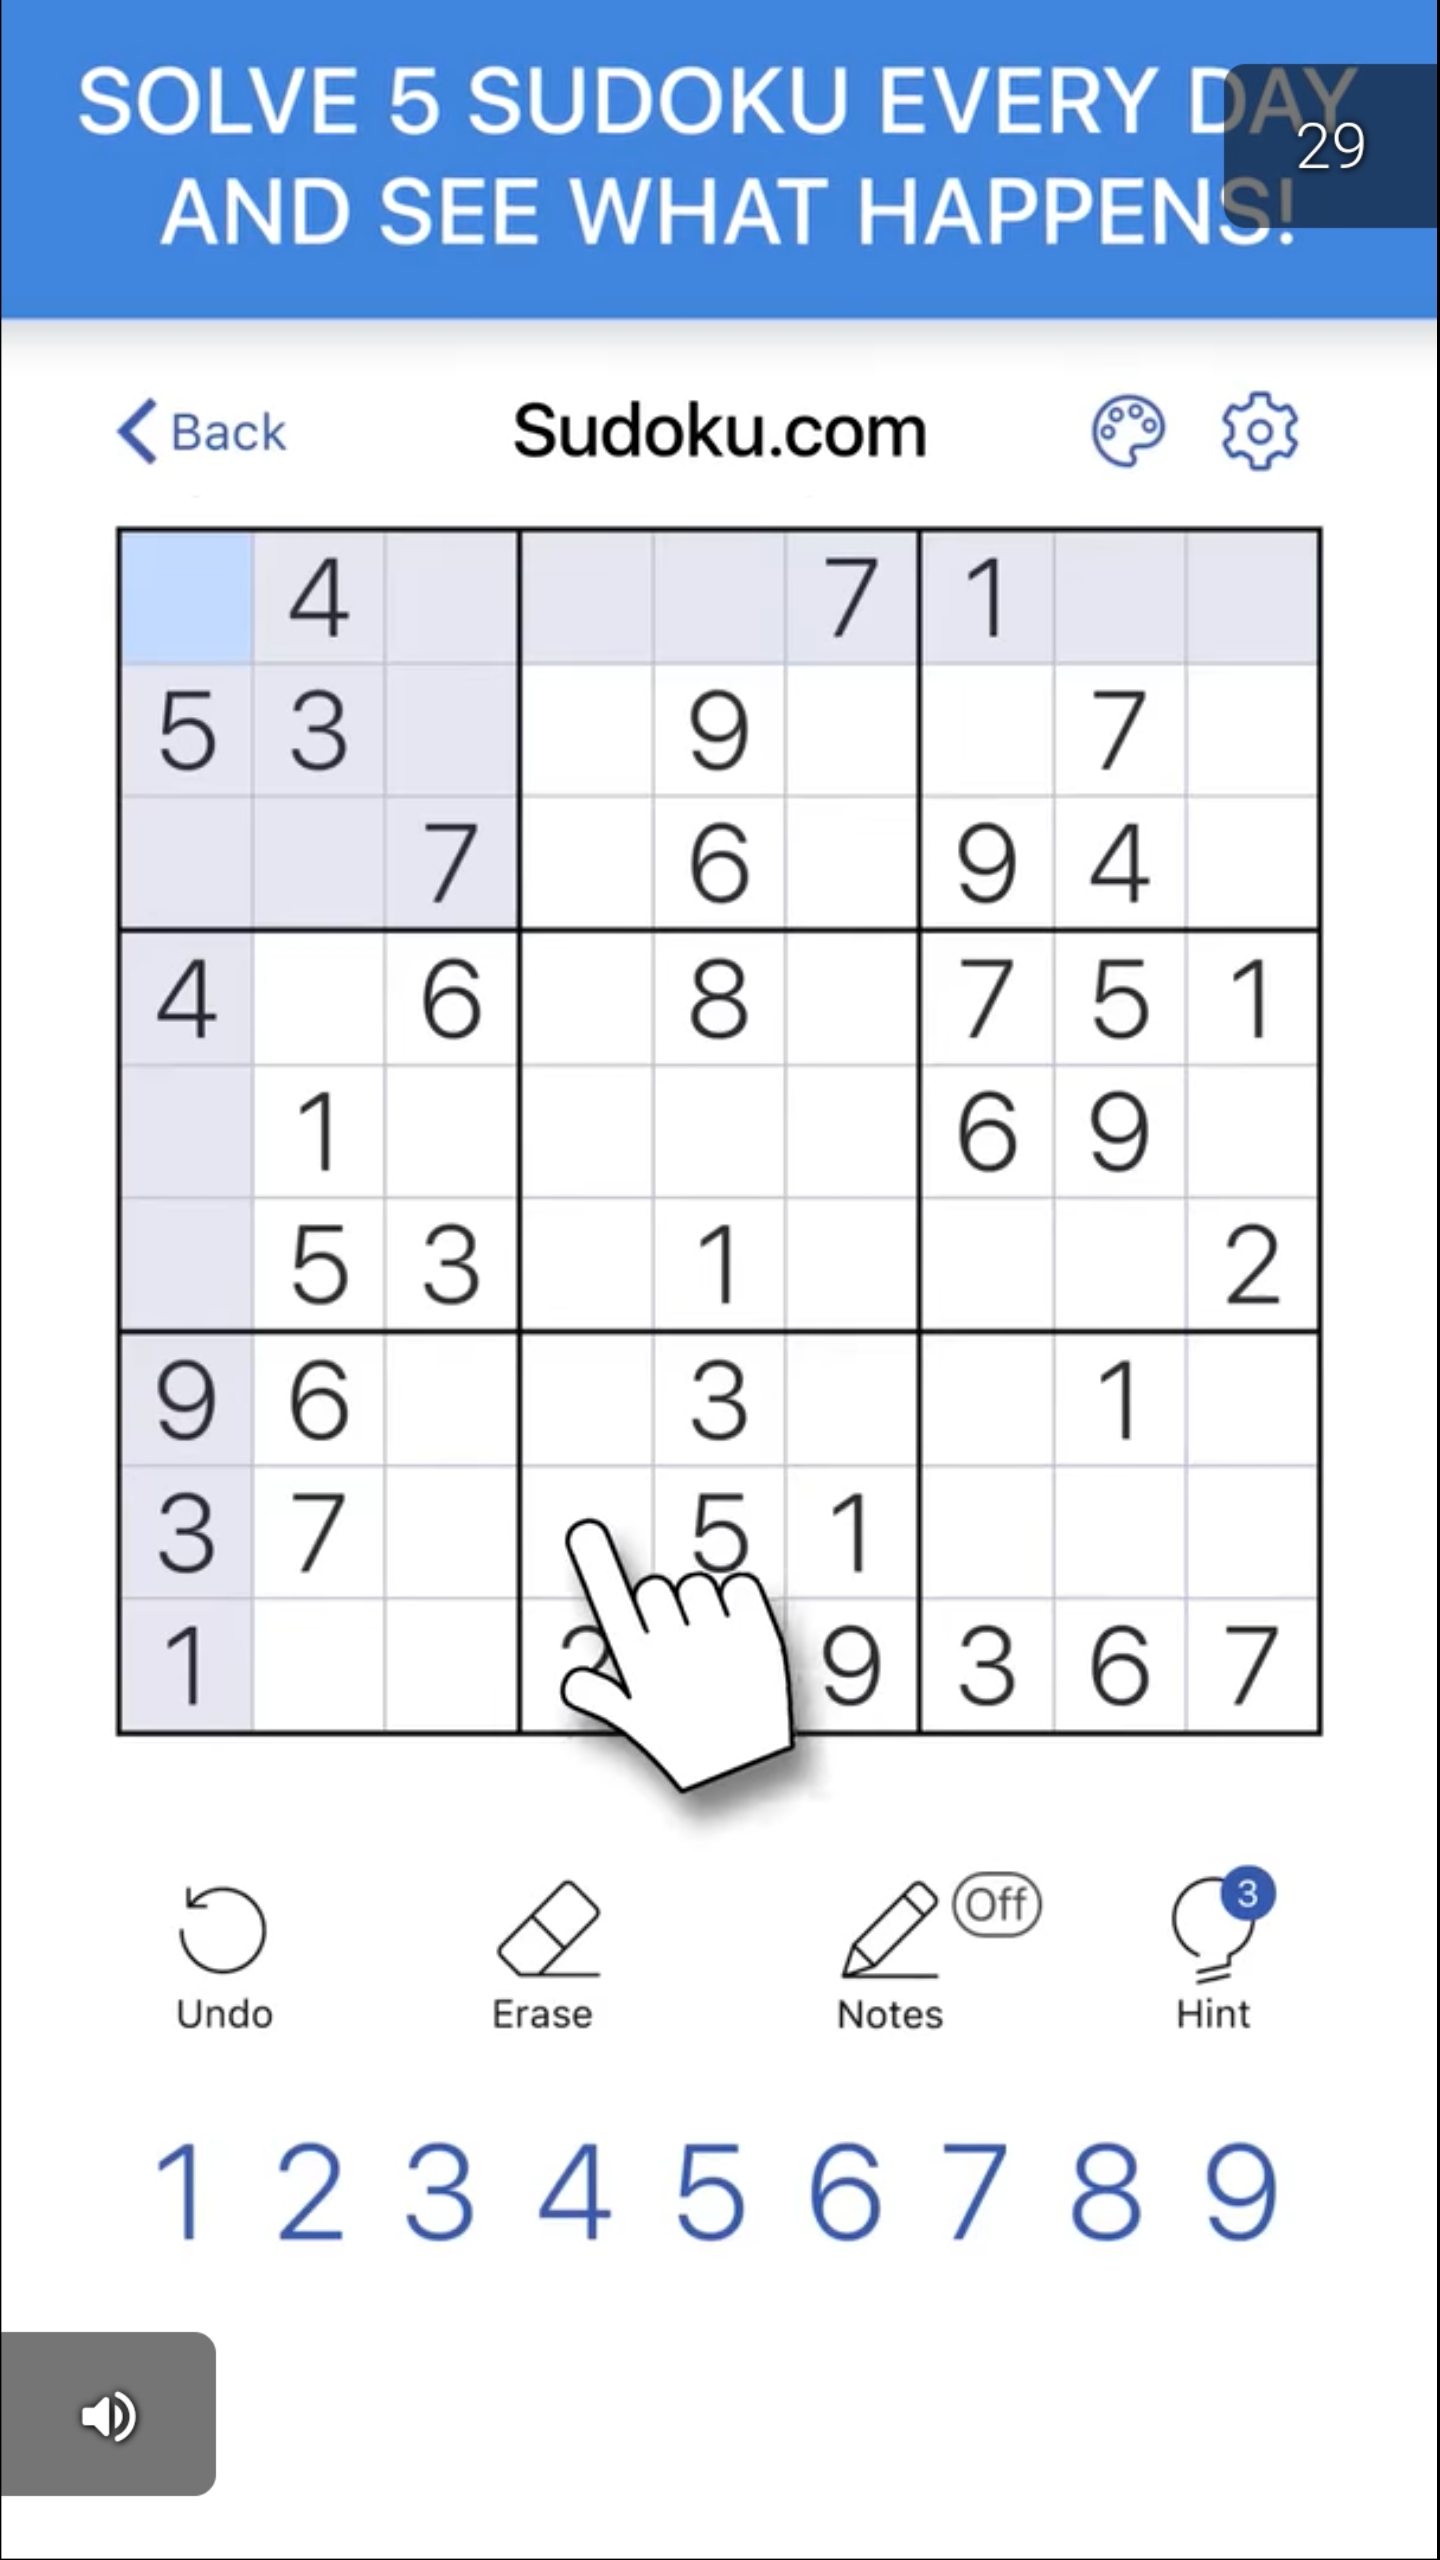 SOLVE 5 SUDOKU EVERY DAY
29
AND SEE WHAT HAPPENS!
Back Sudoku.com
4 7 1
5 3 9 7
7 6 9 4
4 6 8 7 5 1
1 6 9
5 3 1 2
9 6 3 1
3 7 5 1
1 2 9 3 6 7
Off 3
Undo Erase Notes Hint
1 2 3 4 5 6 7 8 9